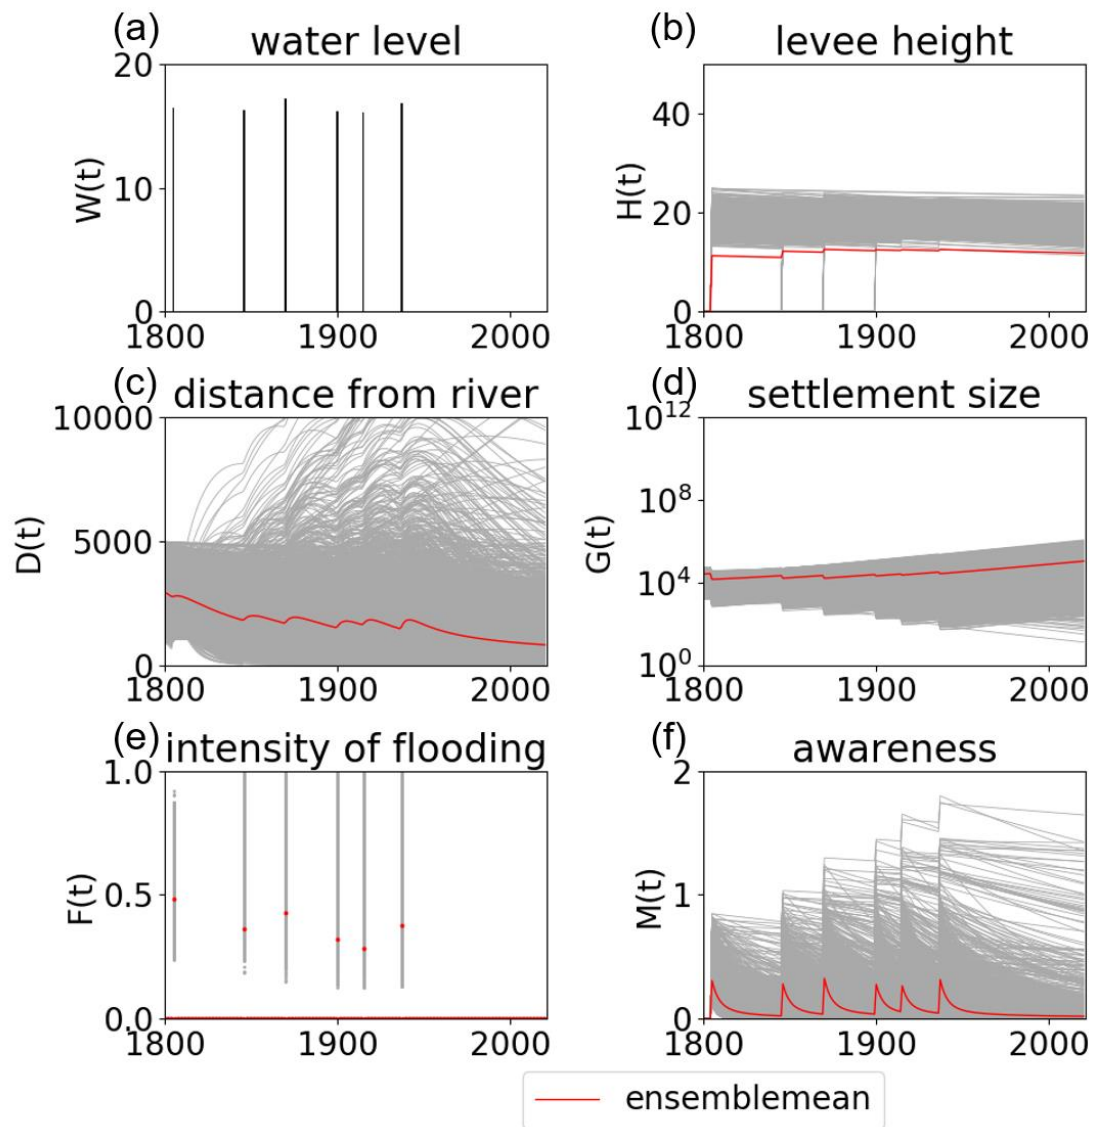 (a) water level
20
10
0
W(t)
1800 1900 2000
(b) levee height
40
20
0
H(t)
1800 1900 2000
(c) distance from river
10000
5000
0
D(t)
1800 1900 2000
(d) settlement size
10^12
10^8
10^4
10^0
G(t)
1800 1900 2000
(e) intensity of flooding
1.0
0.5
0.0
F(t)
1800 1900 2000
(f) awareness
2
1
0
M(t)
1800 1900 2000
ensemblemean